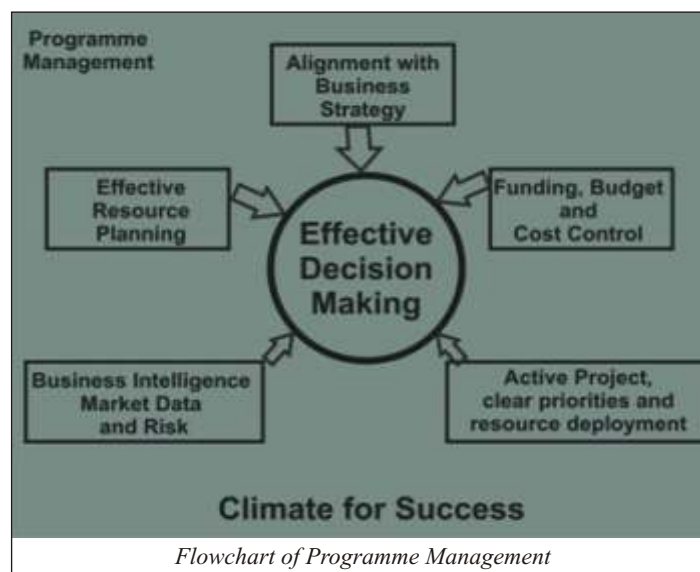 Programme
Management
Alignment with
Business
Strategy
Effective
Resource
Planning
Funding, Budget
and
Cost Control
Effective
Decision
Making
Business Intelligence
Market Data
and Risk
Active Project,
clear priorities and
resource deployment
Climate for Success
Flowchart of Programme Management